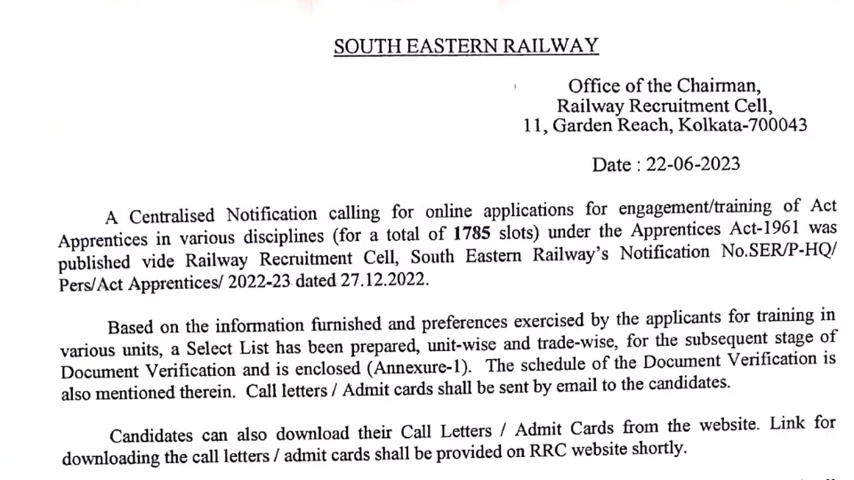 SOUTH EASTERN RAILWAY
Office of the Chairman,
Railway Recruitment Cell,
11, Garden Reach, Kolkata-700043
Date : 22-06-2023
A Centralised Notification calling for online applications for engagement/training of Act
Apprentices in various disciplines (for a total of 1785 slots) under the Apprentices Act-1961 was
published vide Railway Recruitment Cell, South Eastern Railway's Notification No.SER/P-HQ/
Pers/Act Apprentices/ 2022-23 dated 27.12.2022.
Based on the information furnished and preferences exercised by the applicants for training in
various units, a Select List has been prepared, unit-wise and trade-wise, for the subsequent stage of
Document Verification and is enclosed (Annexure-1). The schedule of the Document Verification is
also mentioned therein. Call letters / Admit cards shall be sent by email to the candidates.
Candidates can also download their Call Letters / Admit Cards from the website. Link for
downloading the call letters / admit cards shall be provided on RRC website shortly.